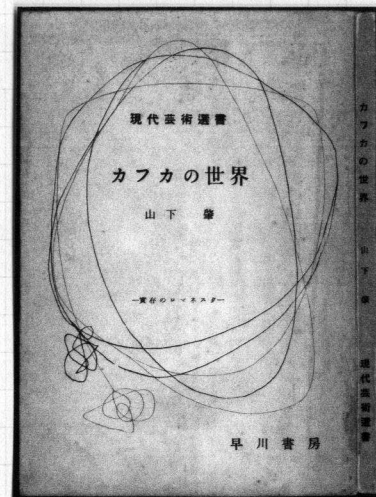 現代芸術選書
カフカの世界
山下 肇
早川書房
カフカの世界
山下 肇
現代芸術選書